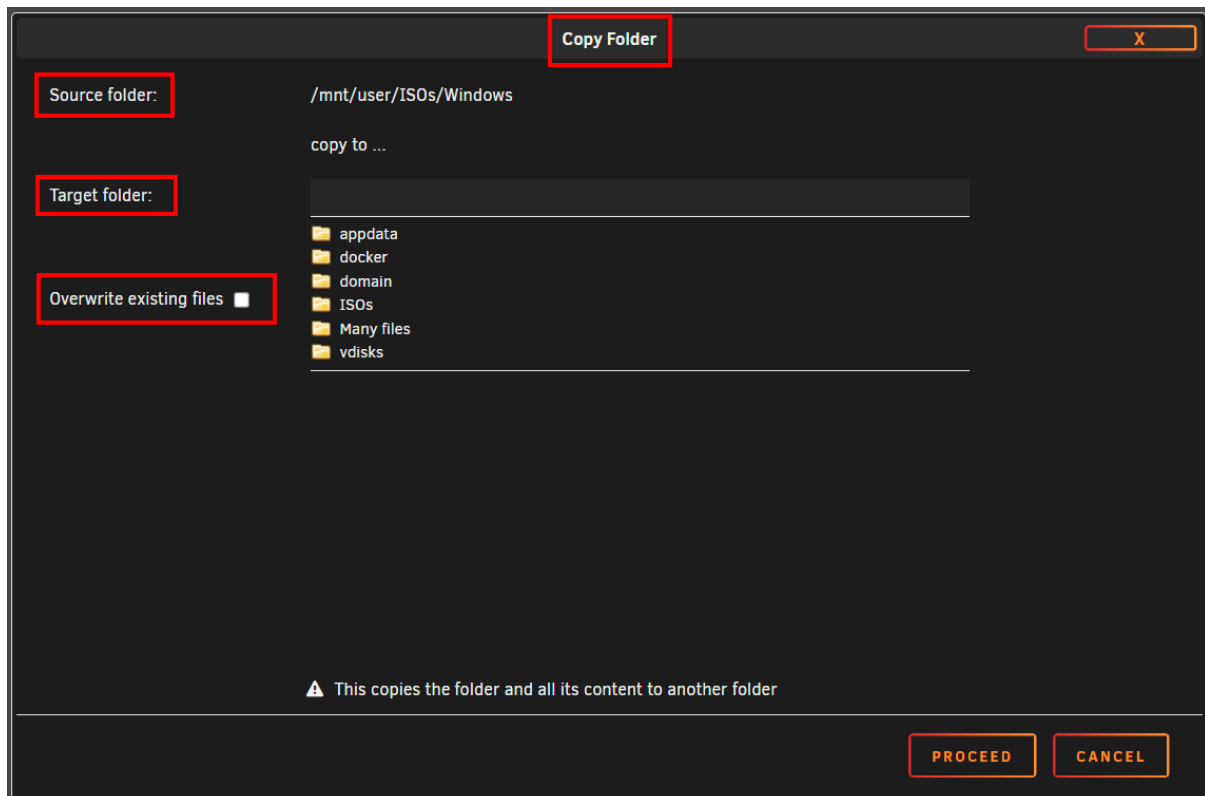 Copy Folder
X
Source folder: /mnt/user/ISOs/Windows
copy to ...
Target folder:
appdata
docker
domain
Overwrite existing files
ISOs
Many files
vdisks
This copies the folder and all its content to another folder
PROCEED CANCEL